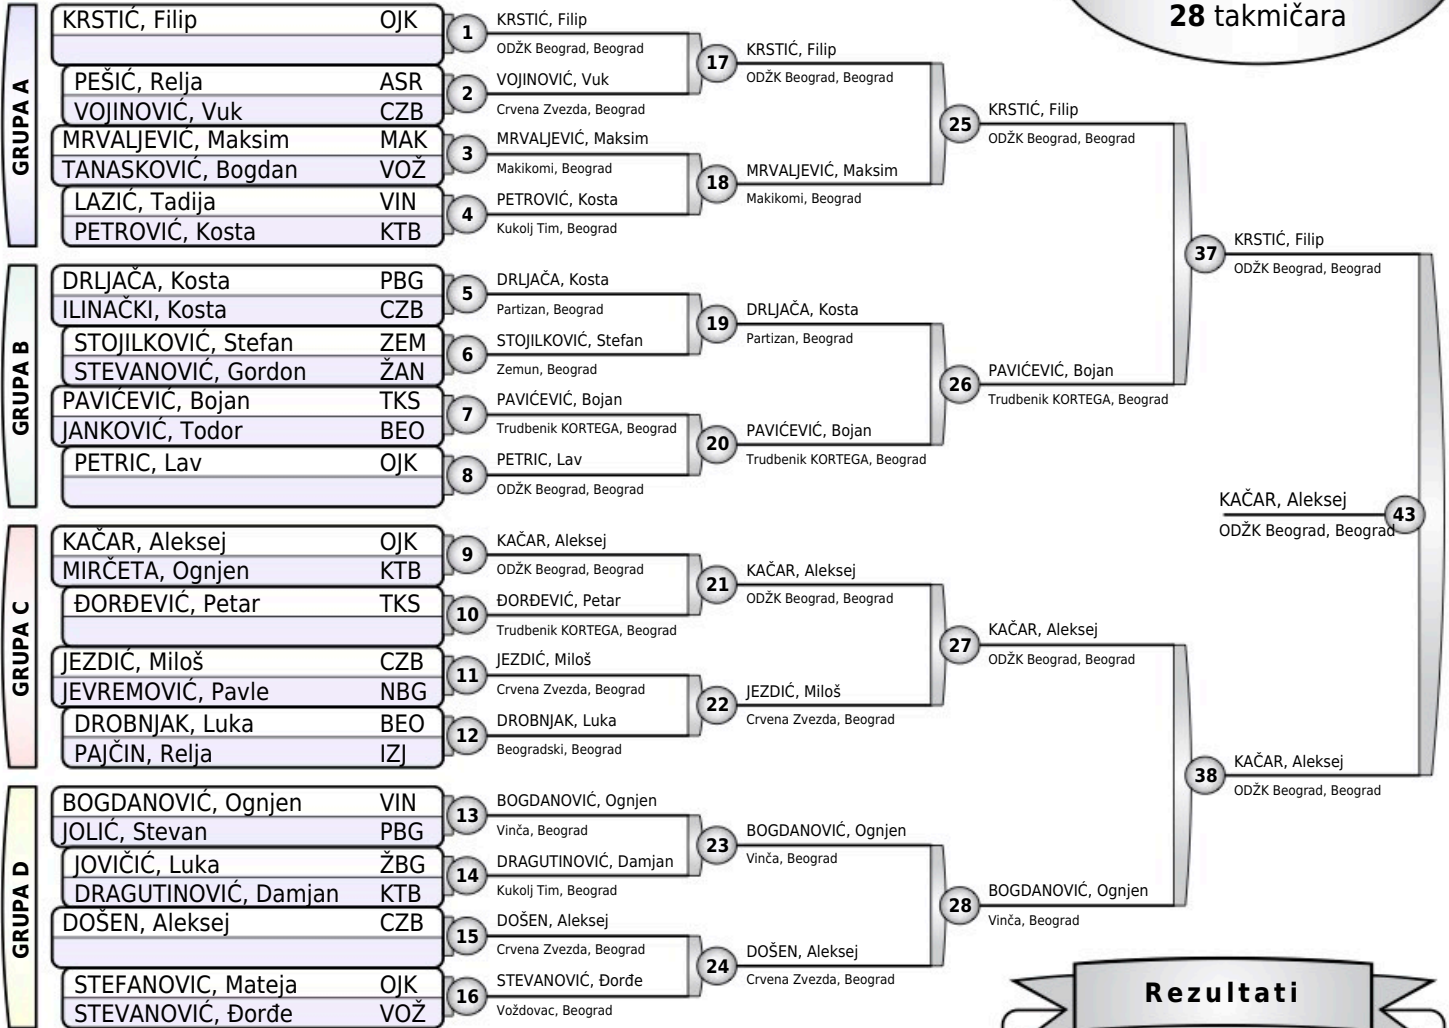 28 takmičara
GRUPA A
KRSTIĆ, Filip OJK
PEŠIĆ, Relja ASR
VOJINOVIĆ, Vuk CZB
MRVALJEVIĆ, Maksim MAK
TANASKOVIĆ, Bogdan VOŽ
LAZIĆ, Tadija VIN
PETROVIĆ, Kosta KTB
GRUPA B
DRLJAČA, Kosta PBG
ILINAČKI, Kosta CZB
STOJILKOVIĆ, Stefan ZEM
STEVANOVIĆ, Gordon ŽAN
PAVIĆEVIĆ, Bojan TKS
JANKOVIĆ, Todor BEO
PETRIC, Lav OJK
GRUPA C
KAČAR, Aleksej OJK
MIRČETA, Ognjen KTB
ĐORĐEVIĆ, Petar TKS
JEZDIĆ, Miloš CZB
JEVREMOVIĆ, Pavle NBG
DROBNJAK, Luka BEO
PAJČIN, Relja IZJ
GRUPA D
BOGDANOVIĆ, Ognjen VIN
JOLIĆ, Stevan PBG
JOVIČIĆ, Luka ŽBG
DRAGUTINOVIĆ, Damjan KTB
DOŠEN, Aleksej CZB
STEFANOVIC, Mateja OJK
STEVANOVIĆ, Đorđe VOŽ
1 KRSTIĆ, Filip
ODŽK Beograd, Beograd
2 VOJINOVIĆ, Vuk
Crvena Zvezda, Beograd
3 MRVALJEVIĆ, Maksim
Makikomi, Beograd
4 PETROVIĆ, Kosta
Kukolj Tim, Beograd
5 DRLJAČA, Kosta
Partizan, Beograd
6 STOJILKOVIĆ, Stefan
Zemun, Beograd
7 PAVIĆEVIĆ, Bojan
Trudbenik KORTEGA, Beograd
8 PETRIC, Lav
ODŽK Beograd, Beograd
9 KAČAR, Aleksej
ODŽK Beograd, Beograd
10 ĐORĐEVIĆ, Petar
Trudbenik KORTEGA, Beograd
11 JEZDIĆ, Miloš
Crvena Zvezda, Beograd
12 DROBNJAK, Luka
Beogradski, Beograd
13 BOGDANOVIĆ, Ognjen
Vinča, Beograd
14 DRAGUTINOVIĆ, Damjan
Kukolj Tim, Beograd
15 DOŠEN, Aleksej
Crvena Zvezda, Beograd
16 STEVANOVIĆ, Đorđe
Voždovac, Beograd
17 KRSTIĆ, Filip
ODŽK Beograd, Beograd
18 MRVALJEVIĆ, Maksim
Makikomi, Beograd
19 DRLJAČA, Kosta
Partizan, Beograd
20 PAVIĆEVIĆ, Bojan
Trudbenik KORTEGA, Beograd
21 KAČAR, Aleksej
ODŽK Beograd, Beograd
22 JEZDIĆ, Miloš
Crvena Zvezda, Beograd
23 BOGDANOVIĆ, Ognjen
Vinča, Beograd
24 DOŠEN, Aleksej
Crvena Zvezda, Beograd
25 KRSTIĆ, Filip
ODŽK Beograd, Beograd
26 PAVIĆEVIĆ, Bojan
Trudbenik KORTEGA, Beograd
27 KAČAR, Aleksej
ODŽK Beograd, Beograd
28 BOGDANOVIĆ, Ognjen
Vinča, Beograd
37 KRSTIĆ, Filip
ODŽK Beograd, Beograd
38 KAČAR, Aleksej
ODŽK Beograd, Beograd
KAČAR, Aleksej 43
ODŽK Beograd, Beograd
Rezultati